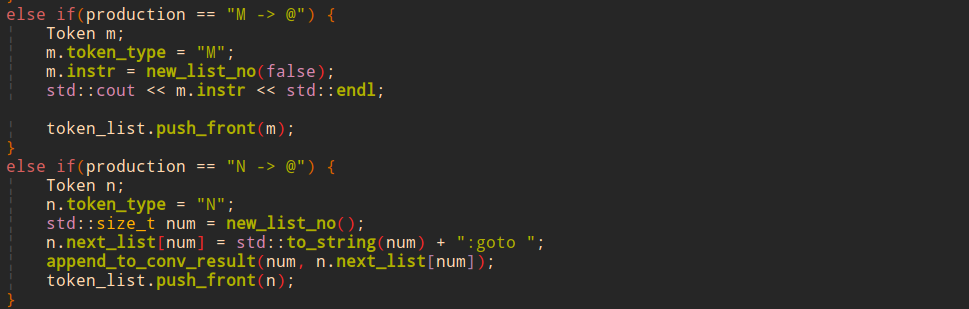 else if(production == "M -> @") {
    Token m;
    m.token_type = "M";
    m.instr = new_list_no(false);
    std::cout << m.instr << std::endl;

    token_list.push_front(m);
}
else if(production == "N -> @") {
    Token n;
    n.token_type = "N";
    std::size_t num = new_list_no();
    n.next_list[num] = std::to_string(num) + ":goto ";
    append_to_conv_result(num, n.next_list[num]);
    token_list.push_front(n);
}